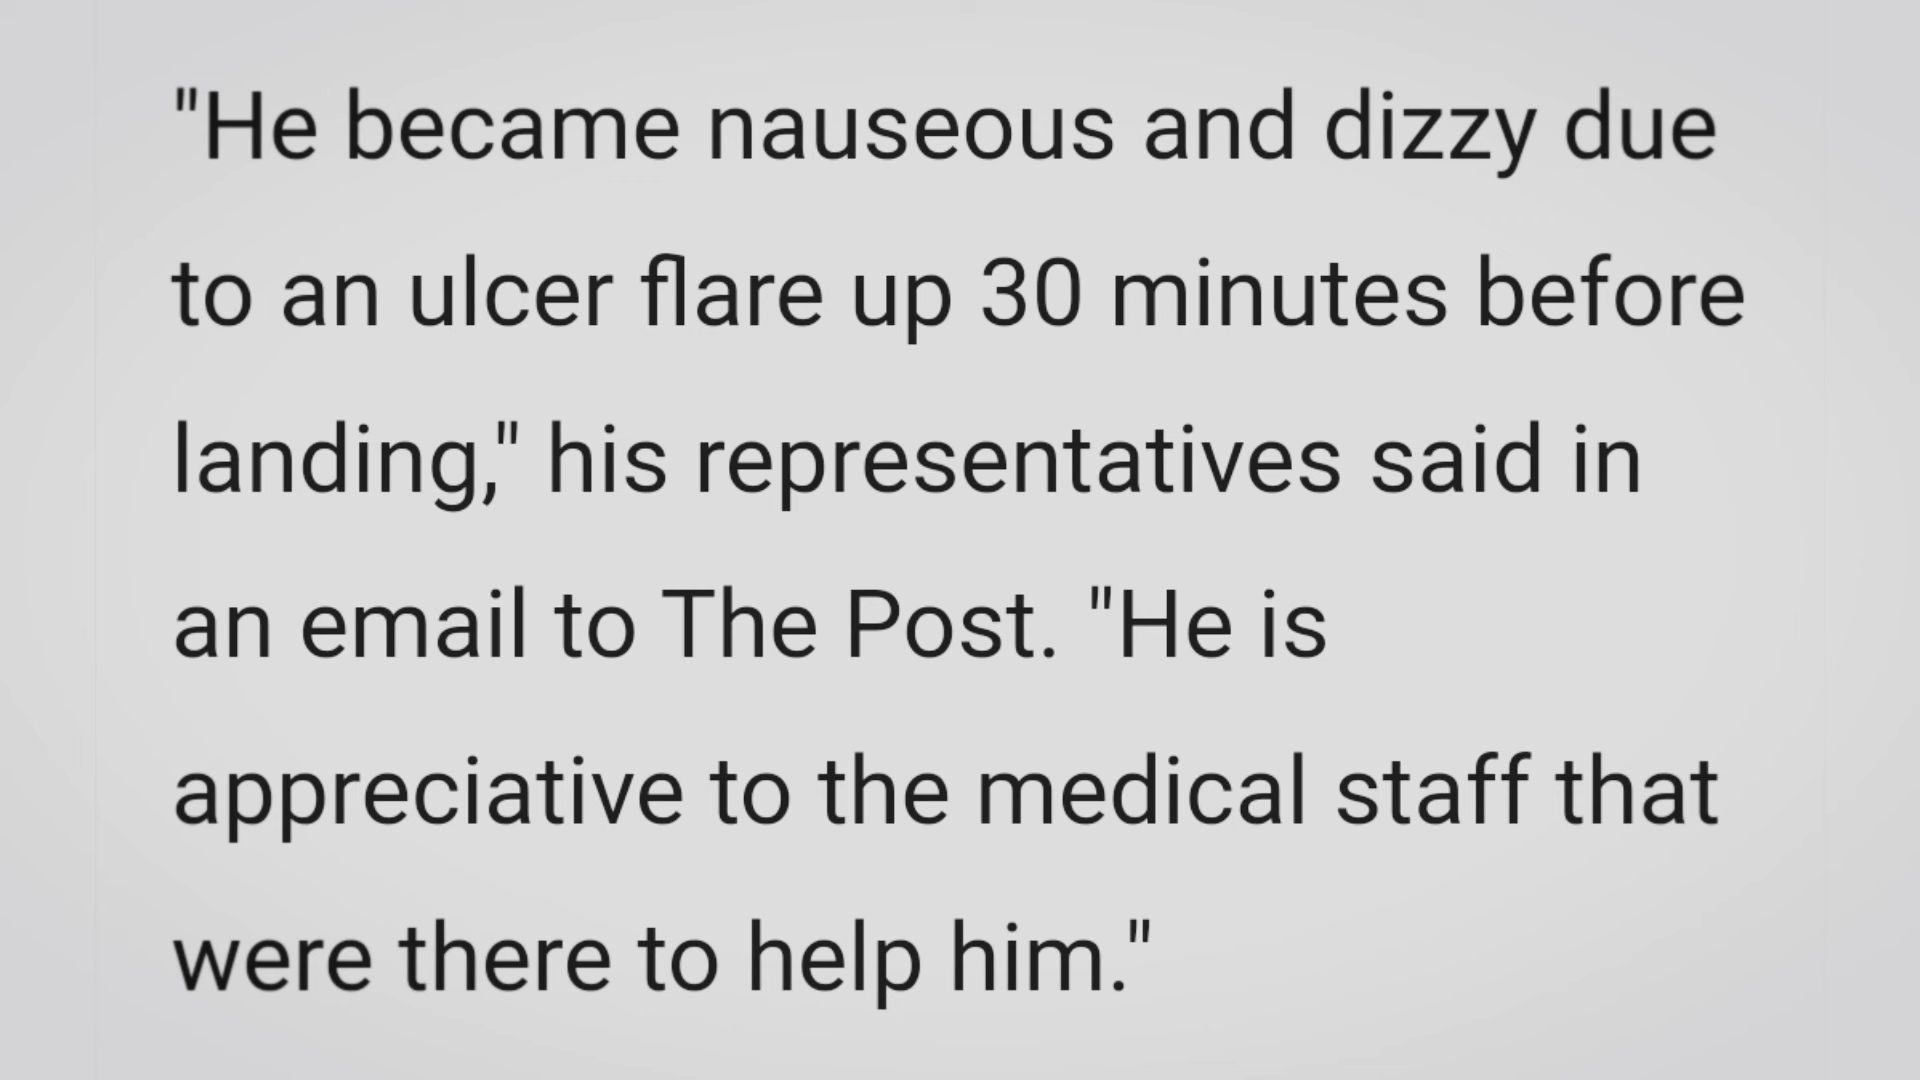 "He became nauseous and dizzy due
to an ulcer flare up 30 minutes before
landing," his representatives said in
an email to The Post. "He is
appreciative to the medical staff that
were there to help him."